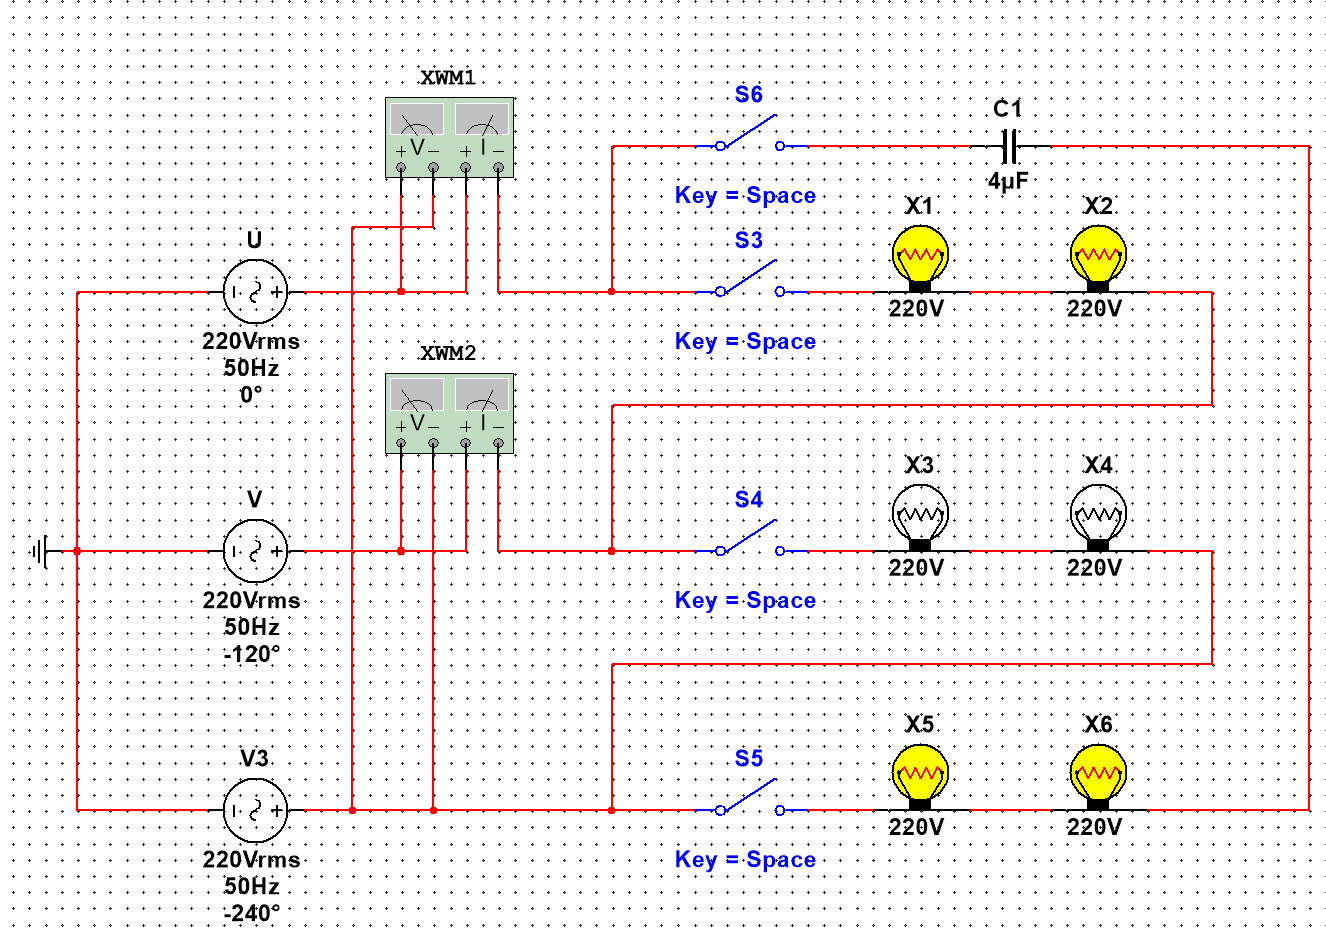 XWM1
V I
+ − + −
S6
Key = Space
C1
4µF
U
220Vrms
50Hz
0°
S3
Key = Space
X1
220V
X2
220V
XWM2
V I
+ − + −
V
220Vrms
50Hz
-120°
S4
Key = Space
X3
220V
X4
220V
V3
220Vrms
50Hz
-240°
S5
Key = Space
X5
220V
X6
220V